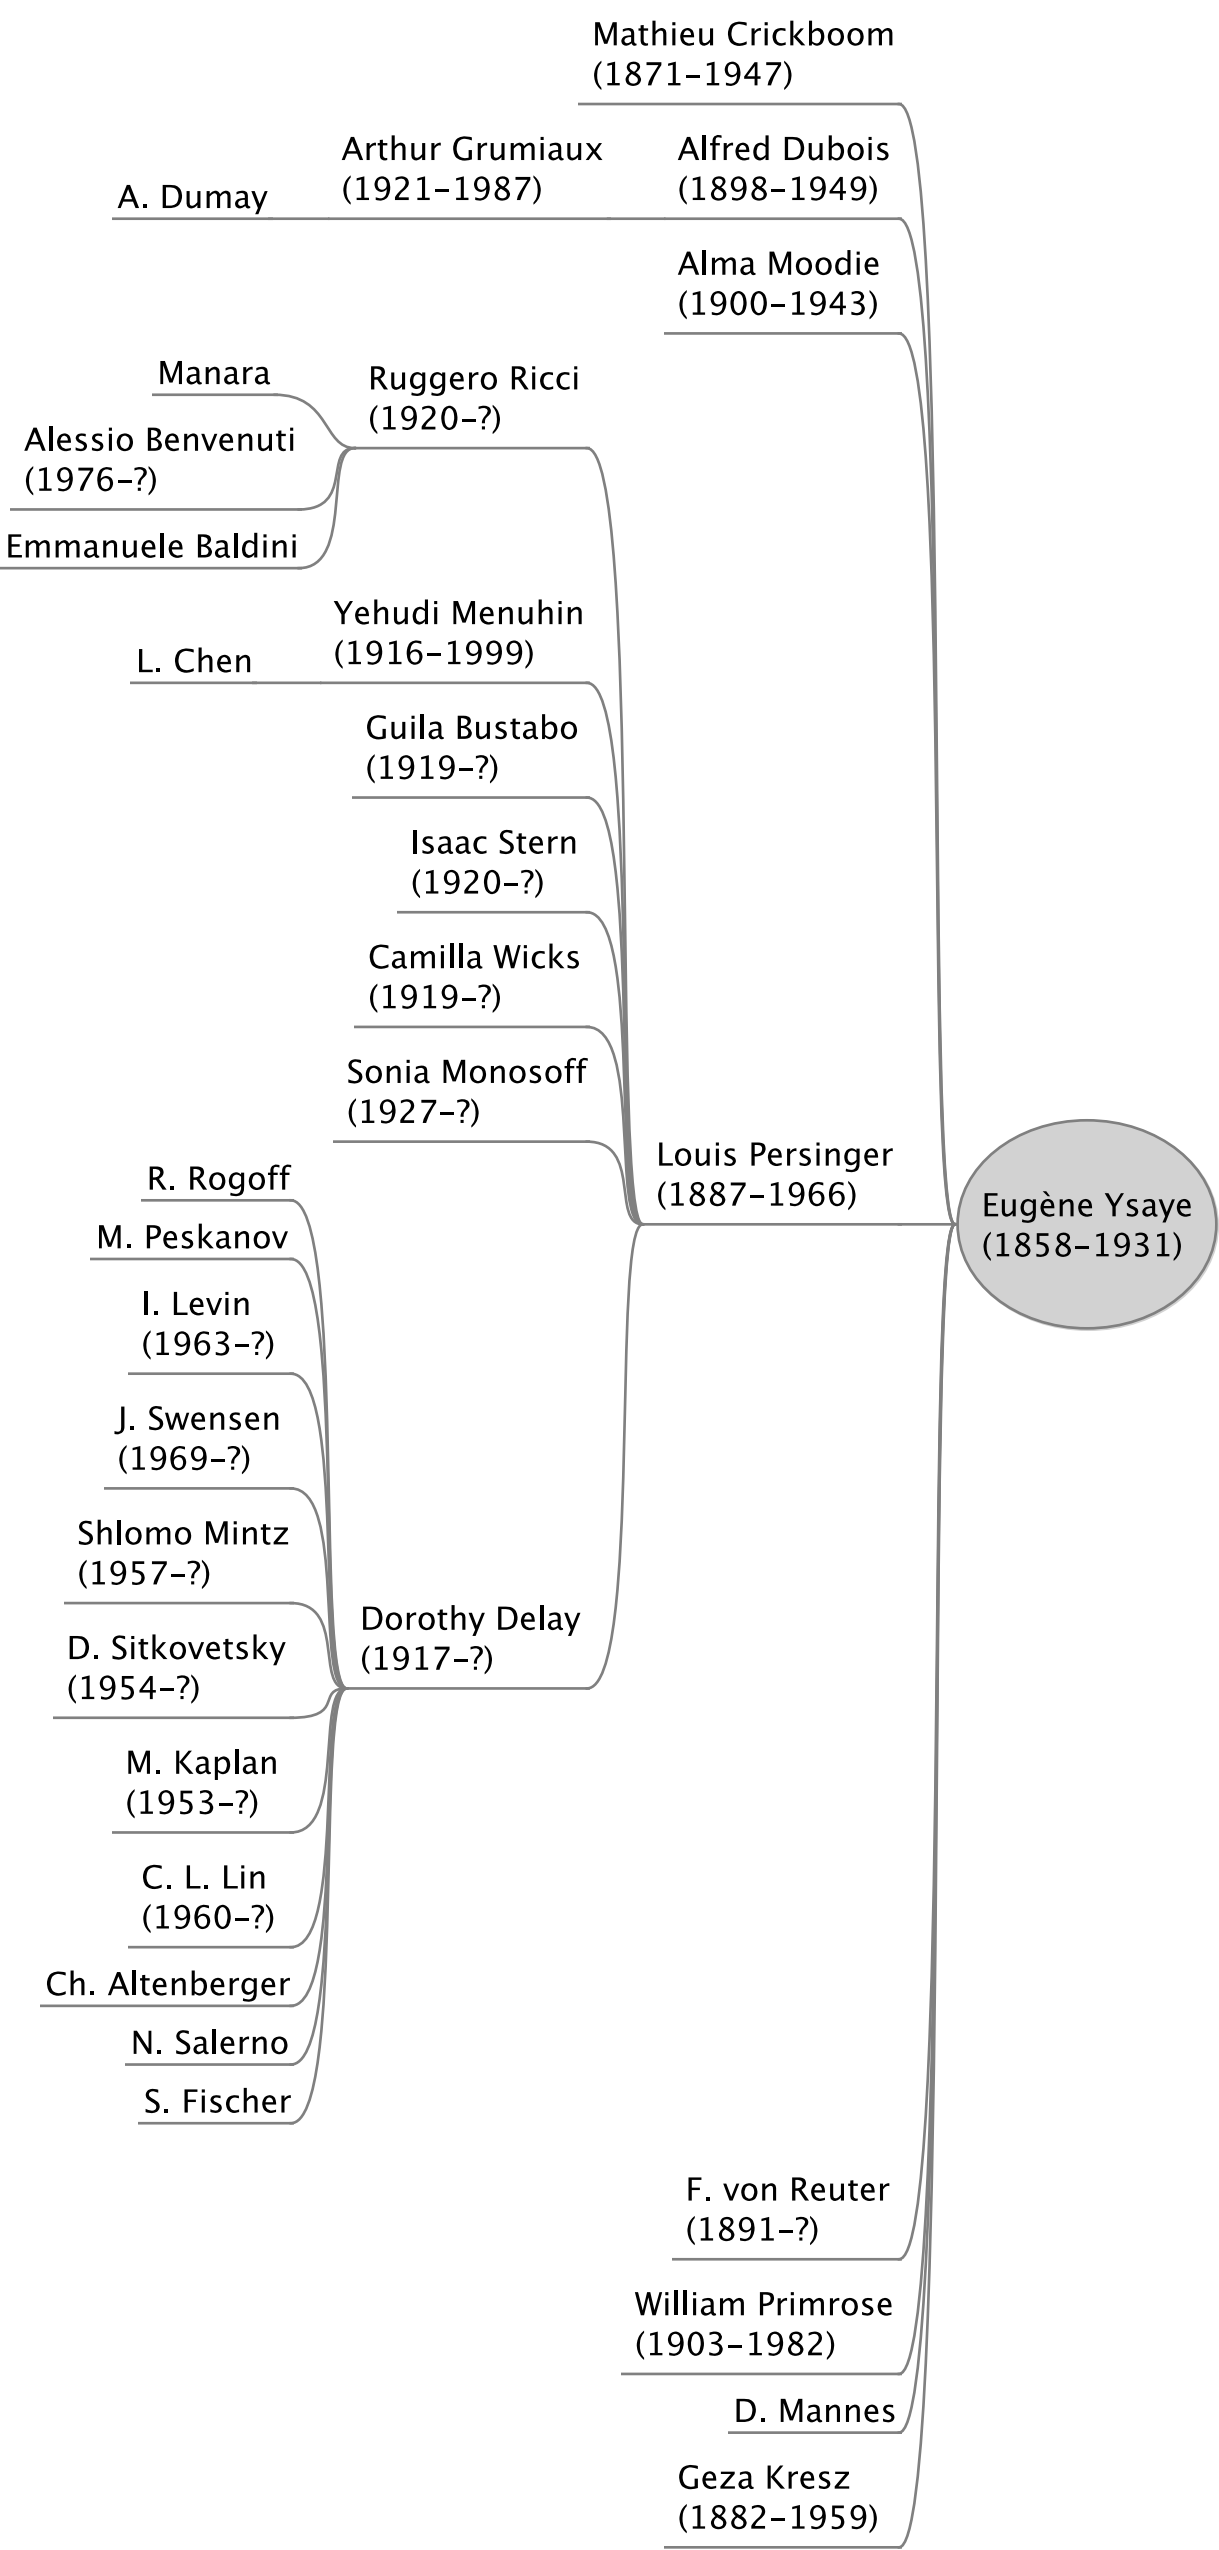 Mathieu Crickboom
(1871–1947)
Arthur Grumiaux
(1921–1987)
Alfred Dubois
(1898–1949)
A. Dumay
Alma Moodie
(1900–1943)
Manara
Ruggero Ricci
(1920–?)
Alessio Benvenuti
(1976–?)
Emmanuele Baldini
Yehudi Menuhin
(1916–1999)
L. Chen
Guila Bustabo
(1919–?)
Isaac Stern
(1920–?)
Camilla Wicks
(1919–?)
Sonia Monosoff
(1927–?)
Louis Persinger
(1887–1966)
Eugène Ysaye
(1858–1931)
R. Rogoff
M. Peskanov
I. Levin
(1963–?)
J. Swensen
(1969–?)
Shlomo Mintz
(1957–?)
Dorothy Delay
(1917–?)
D. Sitkovetsky
(1954–?)
M. Kaplan
(1953–?)
C. L. Lin
(1960–?)
Ch. Altenberger
N. Salerno
S. Fischer
F. von Reuter
(1891–?)
William Primrose
(1903–1982)
D. Mannes
Geza Kresz
(1882–1959)